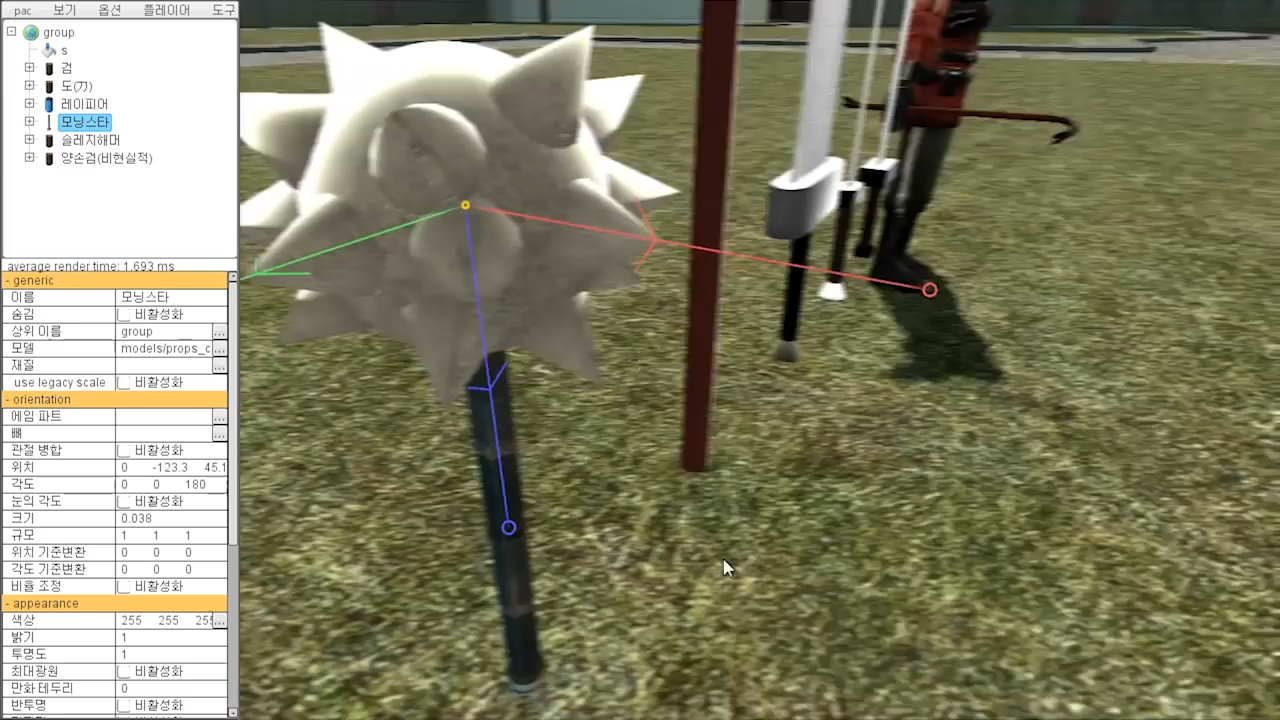 pac 보기 옵션 플레이어 도구
group
s
검
도(刀)
레이피어
모닝스타
슬레지해머
양손검(비현실적)
average render time: 1.693 ms
- generic
이름 모닝스타
숨김 비활성화
상위 이름 group ...
모델 models/props_c ...
재질 ...
use legacy scale 비활성화
- orientation
에임 파트 ...
뼈 ...
관절 병합 비활성화
위치 0 -123.3 45.1
각도 0 0 180
눈의 각도 비활성화
크기 0.038
규모 1 1 1
위치 기준변환 0 0 0
각도 기준변환 0 0 0
비율 조정 비활성화
- appearance
색상 255 255 255 ...
밝기 1
투명도 1
최대광원 비활성화
만화 테두리 0
반투명 비활성화